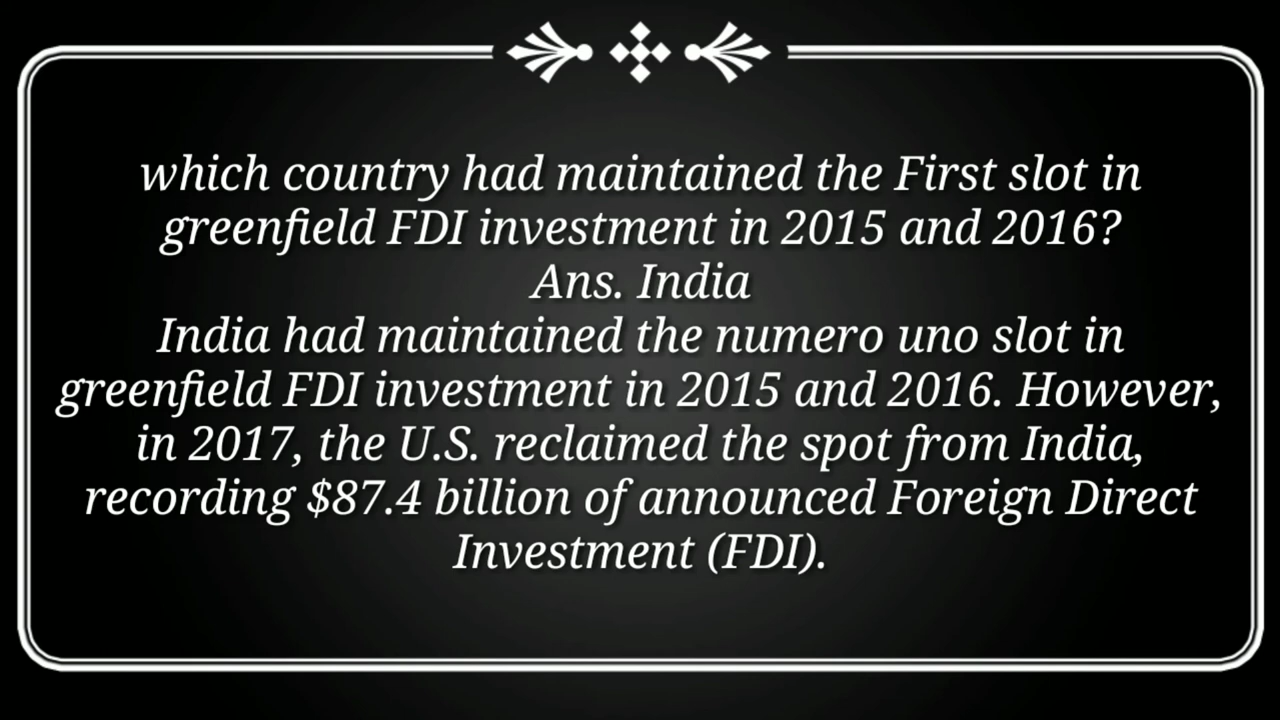 which country had maintained the First slot in
greenfield FDI investment in 2015 and 2016?
Ans. India
India had maintained the numero uno slot in
greenfield FDI investment in 2015 and 2016. However,
in 2017, the U.S. reclaimed the spot from India,
recording $87.4 billion of announced Foreign Direct
Investment (FDI).